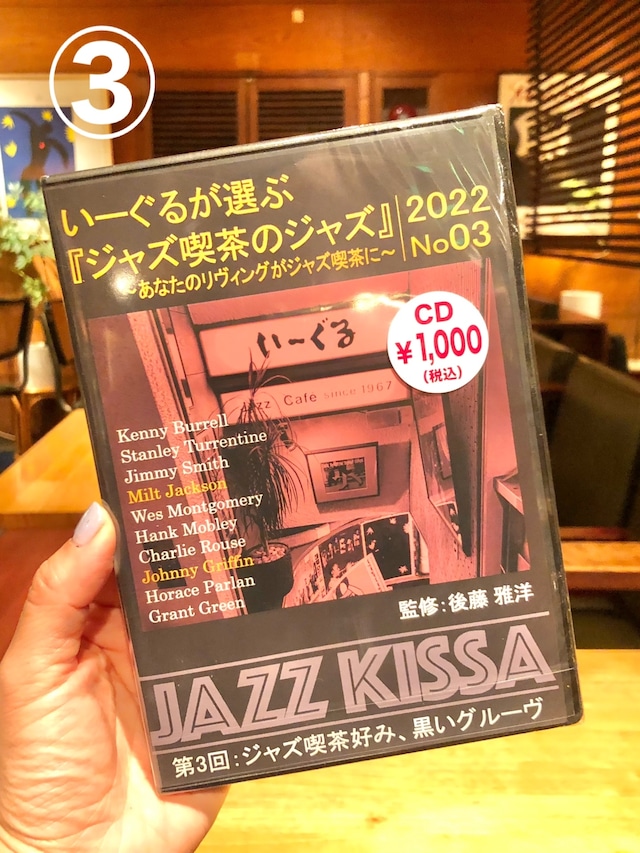 ③
いーぐるが選ぶ
『ジャズ喫茶のジャズ』
~あなたのリヴィングがジャズ喫茶に~
2022
No03
CD
¥1,000
(税込)
いーぐる
Jazz Cafe since 1967
Kenny Burrell
Stanley Turrentine
Jimmy Smith
Milt Jackson
Wes Montgomery
Hank Mobley
Charlie Rouse
Johnny Griffin
Horace Parlan
Grant Green
監修:後藤 雅洋
JAZZ KISSA
第3回:ジャズ喫茶好み、黒いグルーヴ